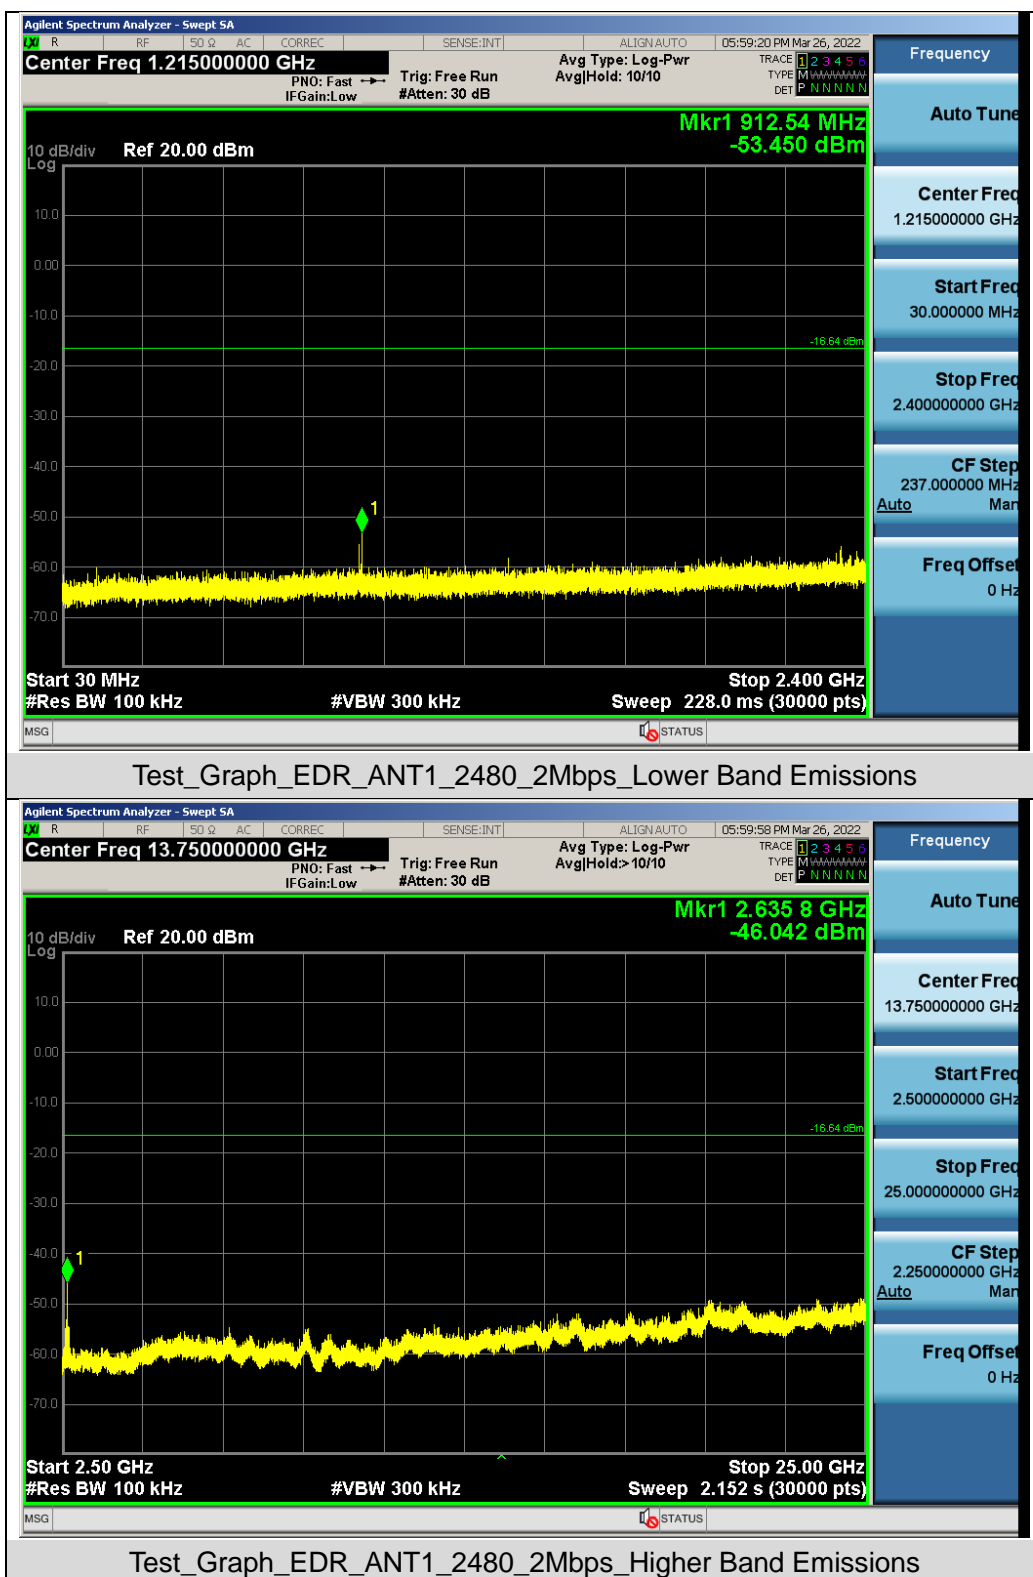 Agilent Spectrum Analyzer - Swept SA
LXI R RF 50 Ω AC CORREC SENSE:INT ALIGN AUTO 05:59:20 PM Mar 26, 2022
Center Freq 1.215000000 GHz
PNO: Fast
IFGain:Low
Trig: Free Run
#Atten: 30 dB
Avg Type: Log-Pwr
Avg|Hold: 10/10
TRACE 1 2 3 4 5 6
TYPE M WWWWW
DET P N N N N N
Frequency
Mkr1 912.54 MHz
-53.450 dBm
10 dB/div Ref 20.00 dBm
Log
10.0
0.00
-10.0
-16.64 dBm
-20.0
-30.0
-40.0
-50.0
1
-60.0
-70.0
Start 30 MHz Stop 2.400 GHz
#Res BW 100 kHz #VBW 300 kHz Sweep 228.0 ms (30000 pts)
Auto Tune
Center Freq
1.215000000 GHz
Start Freq
30.000000 MHz
Stop Freq
2.400000000 GHz
CF Step
237.000000 MHz
Auto Man
Freq Offset
0 Hz
MSG STATUS
Test_Graph_EDR_ANT1_2480_2Mbps_Lower Band Emissions
Agilent Spectrum Analyzer - Swept SA
LXI R RF 50 Ω AC CORREC SENSE:INT ALIGN AUTO 05:59:58 PM Mar 26, 2022
Center Freq 13.750000000 GHz
PNO: Fast
IFGain:Low
Trig: Free Run
#Atten: 30 dB
Avg Type: Log-Pwr
Avg|Hold:> 10/10
TRACE 1 2 3 4 5 6
TYPE M WWWWW
DET P N N N N N
Frequency
Mkr1 2.635 8 GHz
-46.042 dBm
10 dB/div Ref 20.00 dBm
Log
10.0
0.00
-10.0
-16.64 dBm
-20.0
-30.0
-40.0
1
-50.0
-60.0
-70.0
Start 2.50 GHz Stop 25.00 GHz
#Res BW 100 kHz #VBW 300 kHz Sweep 2.152 s (30000 pts)
Auto Tune
Center Freq
13.750000000 GHz
Start Freq
2.500000000 GHz
Stop Freq
25.000000000 GHz
CF Step
2.250000000 GHz
Auto Man
Freq Offset
0 Hz
MSG STATUS
Test_Graph_EDR_ANT1_2480_2Mbps_Higher Band Emissions